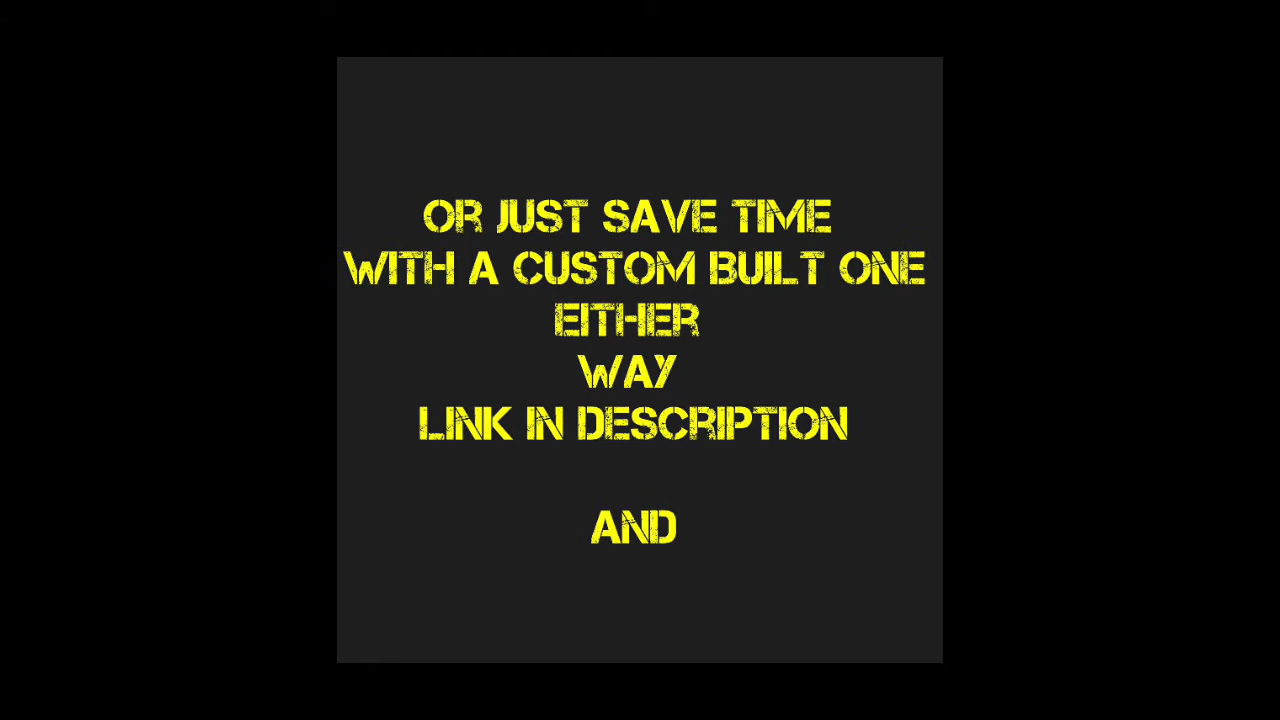 OR JUST SAVE TIME
WITH A CUSTOM BUILT ONE
EITHER
WAY
LINK IN DESCRIPTION
AND